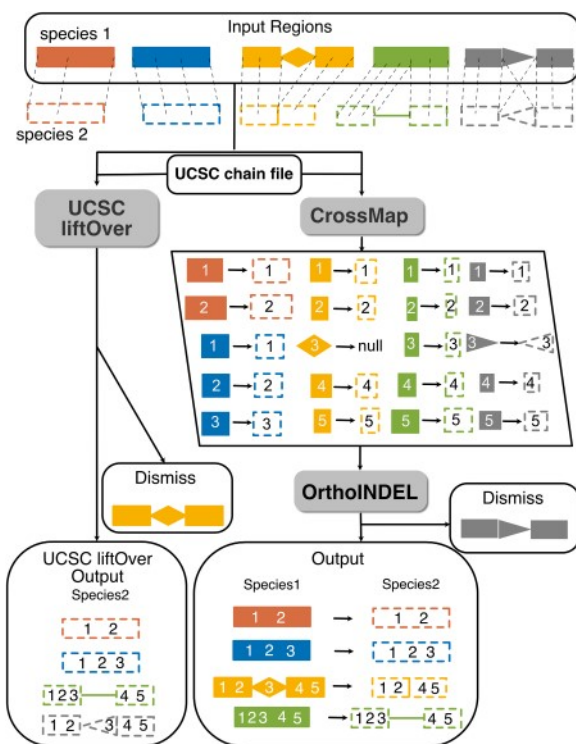 Input Regions
species 1
species 2
UCSC chain file
UCSC
liftOver
CrossMap
1 1 1 1 1 1 1 1
2 2 2 2 2 2 2 2
1 1 3 null 3 3 3 3
2 2 4 4 4 4 4 4
3 3 5 5 5 5 5 5
Dismiss
OrthoINDEL
Dismiss
UCSC liftOver
Output
Species2
1 2
1 2 3
123 4 5
1 2 3 4 5
Output
Species1 Species2
1 2 1 2
1 2 3 1 2 3
1 2 3 4 5 1 2 4 5
123 4 5 123 4 5